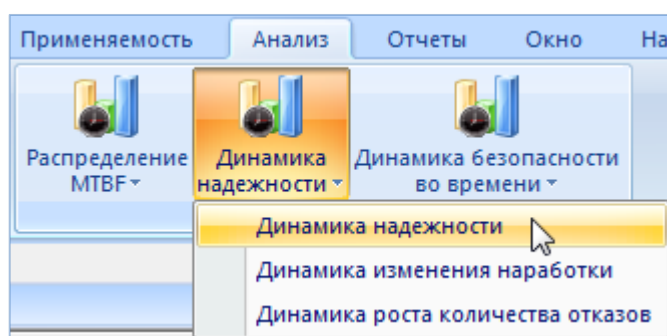 Применяемость Анализ Отчеты Окно На
Распределение MTBF
Динамика надежности
Динамика безопасности во времени
Динамика надежности
Динамика изменения наработки
Динамика роста количества отказов